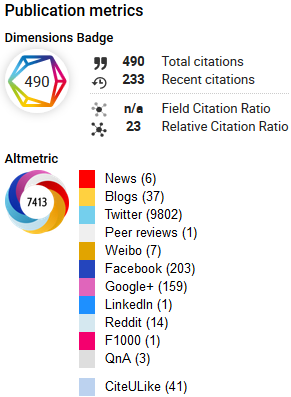 Publication metrics
Dimensions Badge
490
490 Total citations
233 Recent citations
n/a Field Citation Ratio
23 Relative Citation Ratio
Altmetric
7413
News (6)
Blogs (37)
Twitter (9802)
Peer reviews (1)
Weibo (7)
Facebook (203)
Google+ (159)
LinkedIn (1)
Reddit (14)
F1000 (1)
QnA (3)
CiteULike (41)